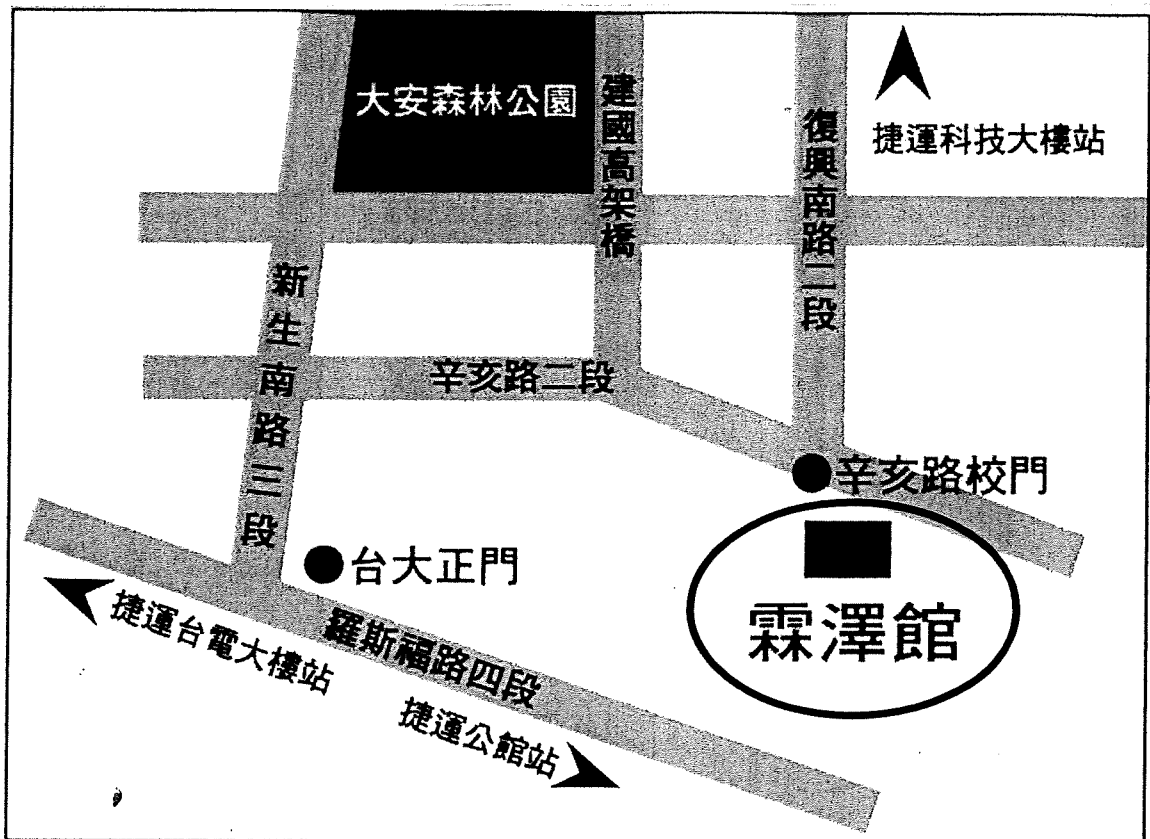 大安森林公園
建國高架橋
復興南路二段
捷運科技大樓站
新生南路三段
辛亥路二段
辛亥路校門
台大正門
霖澤館
羅斯福路四段
捷運台電大樓站
捷運公館站